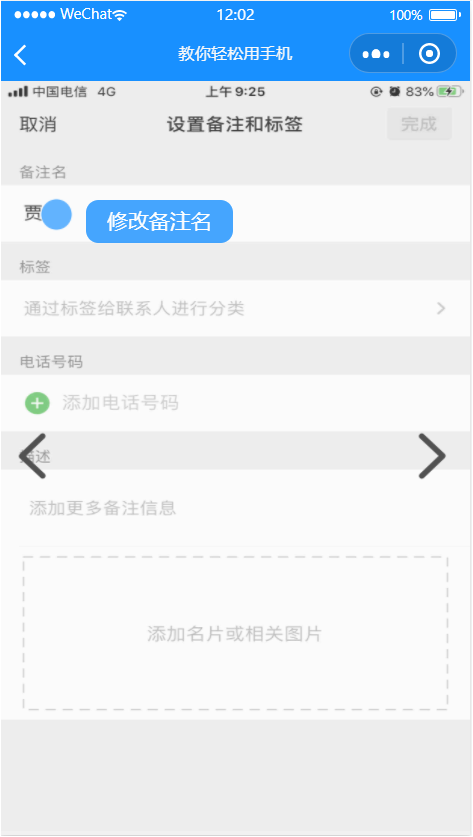 WeChat 12:02 100%
教你轻松用手机
中国电信 4G 上午 9:25 83%
取消 设置备注和标签 完成
备注名
贾 修改备注名
标签
通过标签给联系人进行分类
电话号码
添加电话号码
描述
添加更多备注信息
添加名片或相关图片